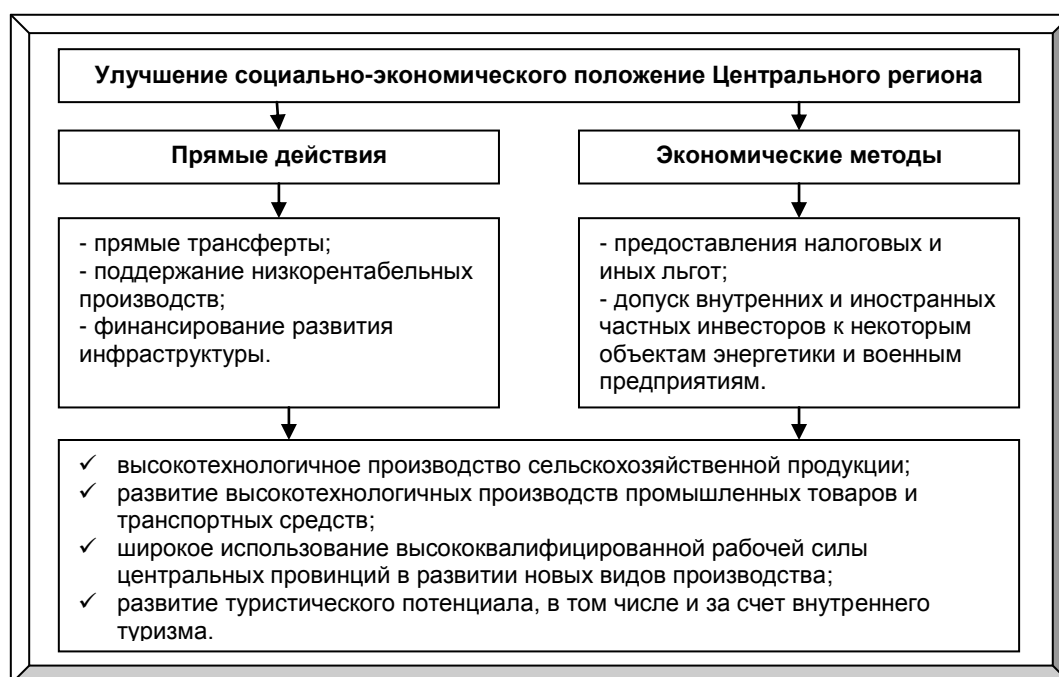 Улучшение социально-экономического положение Центрального региона
Прямые действия
Экономические методы
- прямые трансферты;
- поддержание низкорентабельных
производств;
- финансирование развития
инфраструктуры.
- предоставления налоговых и
иных льгот;
- допуск внутренних и иностранных
частных инвесторов к некоторым
объектам энергетики и военным
предприятиям.
✓ высокотехнологичное производство сельскохозяйственной продукции;
✓ развитие высокотехнологичных производств промышленных товаров и
транспортных средств;
✓ широкое использование высококвалифицированной рабочей силы
центральных провинций в развитии новых видов производства;
✓ развитие туристического потенциала, в том числе и за счет внутреннего
туризма.